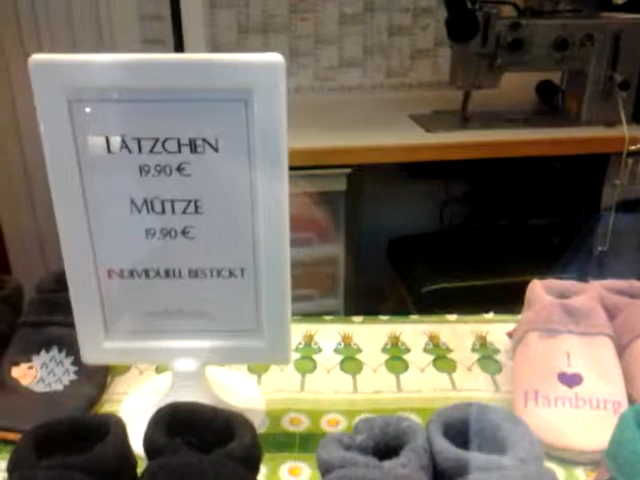 LÄTZCHEN
19.90 €
MÜTZE
19.90 €
INDIVIDUELL BESTICKT
I
Hamburg